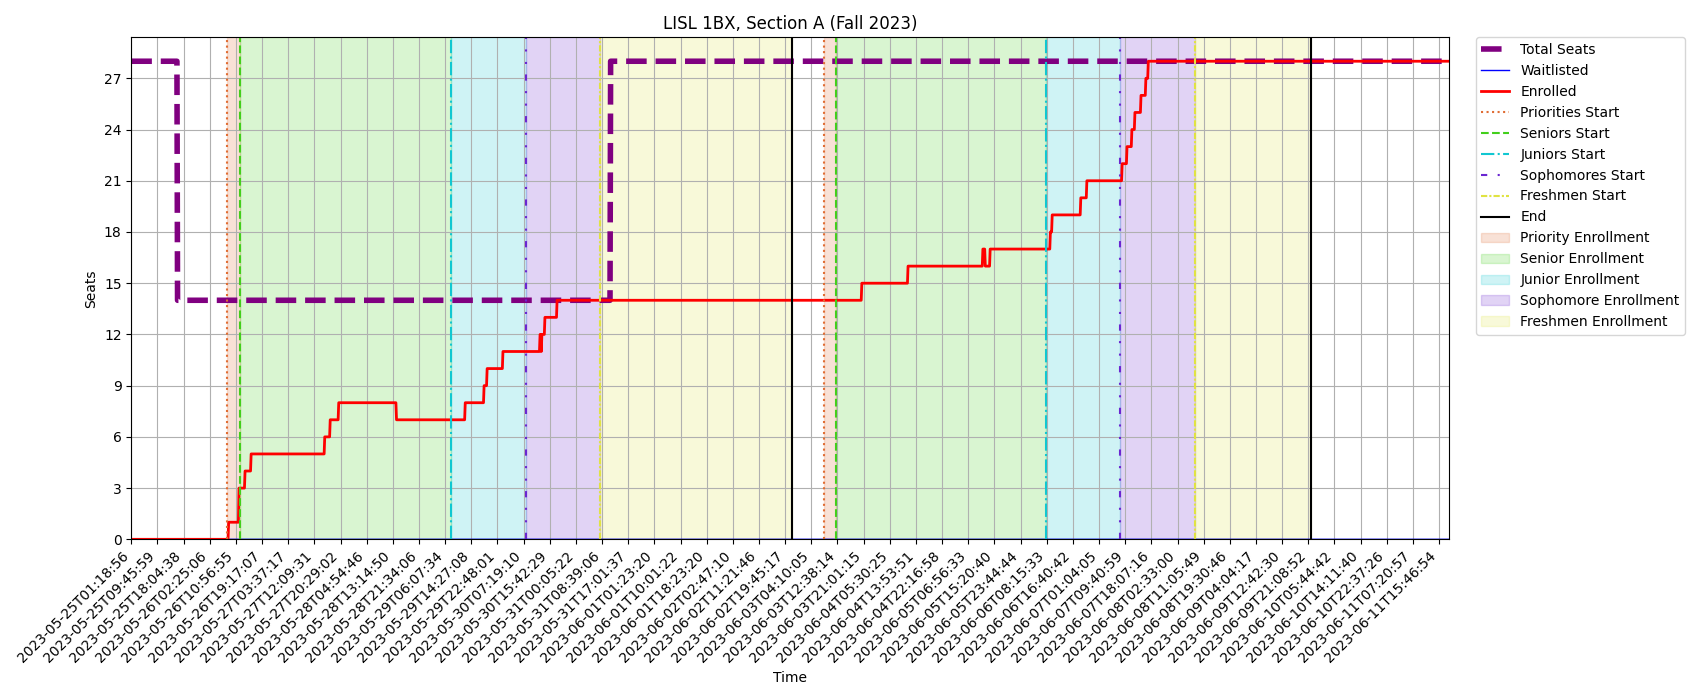 LISL 1BX, Section A (Fall 2023)
Seats
27
24
21
18
15
14
12
9
6
3
0
2023-05-25T01:18:56
2023-05-25T09:45:59
2023-05-25T18:04:38
2023-05-26T02:25:06
2023-05-26T10:56:55
2023-05-26T19:17:07
2023-05-27T03:37:17
2023-05-27T12:09:31
2023-05-27T20:29:02
2023-05-28T04:54:46
2023-05-28T13:14:50
2023-05-28T21:34:06
2023-05-29T06:07:34
2023-05-29T14:27:08
2023-05-29T22:48:01
2023-05-30T07:19:10
2023-05-30T15:42:29
2023-05-31T00:05:22
2023-05-31T08:39:06
2023-05-31T17:01:37
2023-06-01T01:23:20
2023-06-01T10:01:22
2023-06-01T18:23:20
2023-06-02T02:47:10
2023-06-02T11:21:46
2023-06-02T19:45:17
2023-06-03T04:10:05
2023-06-03T12:38:14
2023-06-03T21:01:15
2023-06-04T05:30:25
2023-06-04T13:53:51
2023-06-04T22:16:58
2023-06-05T06:56:33
2023-06-05T15:20:40
2023-06-05T23:44:44
2023-06-06T08:15:33
2023-06-06T16:40:42
2023-06-07T01:04:05
2023-06-07T09:40:59
2023-06-07T18:07:16
2023-06-08T02:33:00
2023-06-08T11:05:49
2023-06-08T19:30:46
2023-06-09T04:04:17
2023-06-09T12:42:30
2023-06-09T21:08:52
2023-06-10T05:44:42
2023-06-10T14:11:40
2023-06-10T22:37:26
2023-06-11T07:20:57
2023-06-11T15:46:54
Time
Total Seats
Waitlisted
Enrolled
Priorities Start
Seniors Start
Juniors Start
Sophomores Start
Freshmen Start
End
Priority Enrollment
Senior Enrollment
Junior Enrollment
Sophomore Enrollment
Freshmen Enrollment